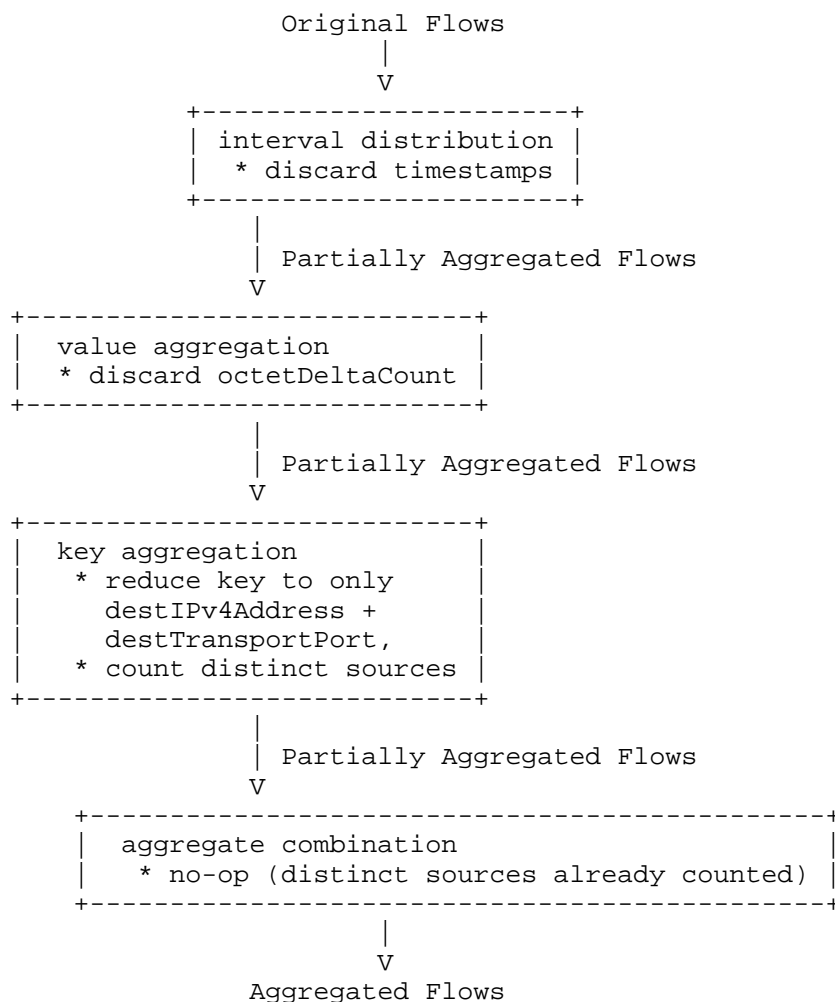 Original Flows
|
V
+-----------------------+
| interval distribution |
| * discard timestamps |
+-----------------------+
|
| Partially Aggregated Flows
V
+----------------------------+
| value aggregation |
| * discard octetDeltaCount |
+----------------------------+
|
| Partially Aggregated Flows
V
+----------------------------+
| key aggregation |
| * reduce key to only |
| destIPv4Address + |
| destTransportPort, |
| * count distinct sources |
+----------------------------+
|
| Partially Aggregated Flows
V
+----------------------------------------------+
| aggregate combination |
| * no-op (distinct sources already counted) |
+----------------------------------------------+
|
V
Aggregated Flows